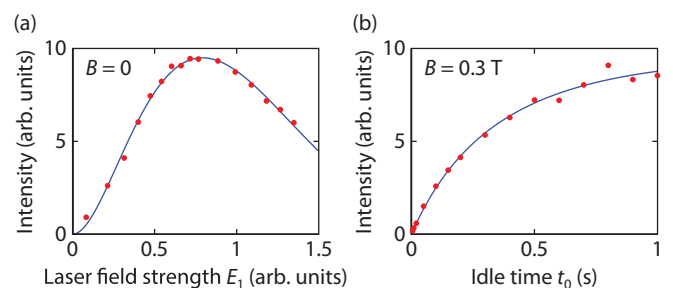 (a)
B = 0
Intensity (arb. units)
10
5
0
0 0.5 1 1.5
Laser field strength E₁ (arb. units)
(b)
B = 0.3 T
Intensity (arb. units)
10
5
0
0 0.5 1
Idle time t₀ (s)